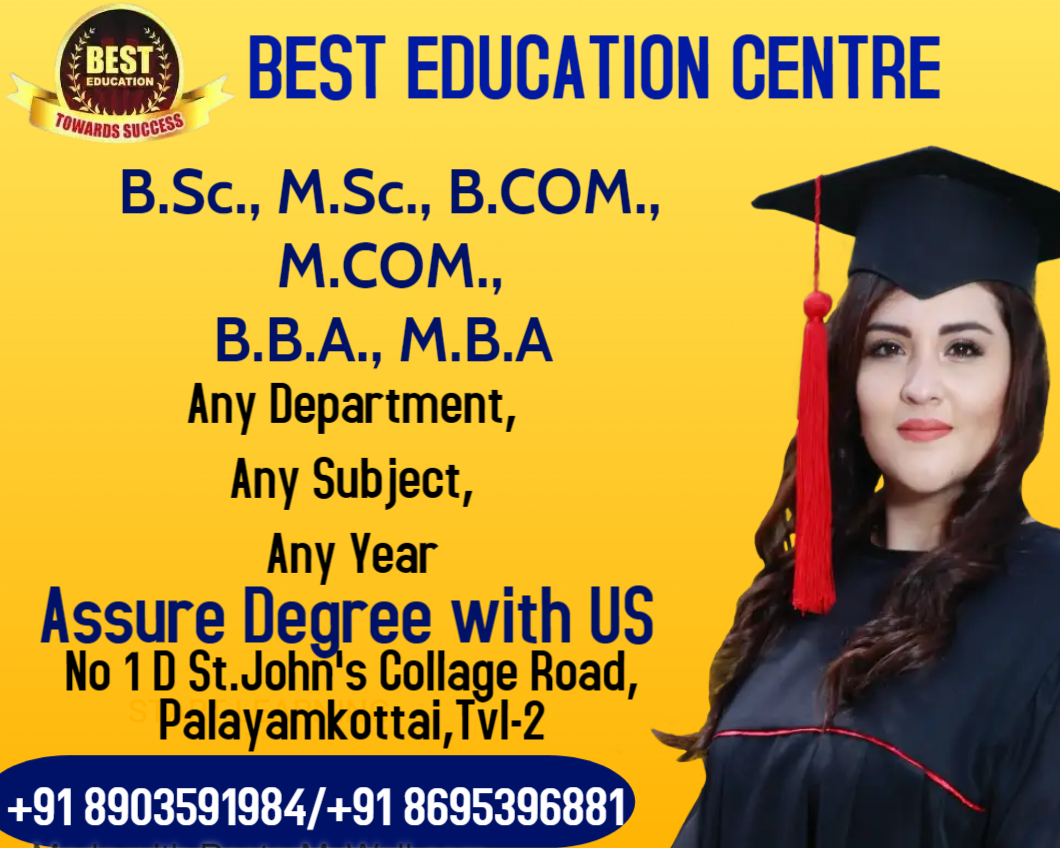 BEST
EDUCATION
TOWARDS SUCCESS
BEST EDUCATION CENTRE
B.Sc., M.Sc., B.COM.,
M.COM.,
B.B.A., M.B.A
Any Department,
Any Subject,
Any Year
Assure Degree with US
No 1 D St.John's Collage Road,
Palayamkottai,Tvl-2
+91 8903591984/+91 8695396881